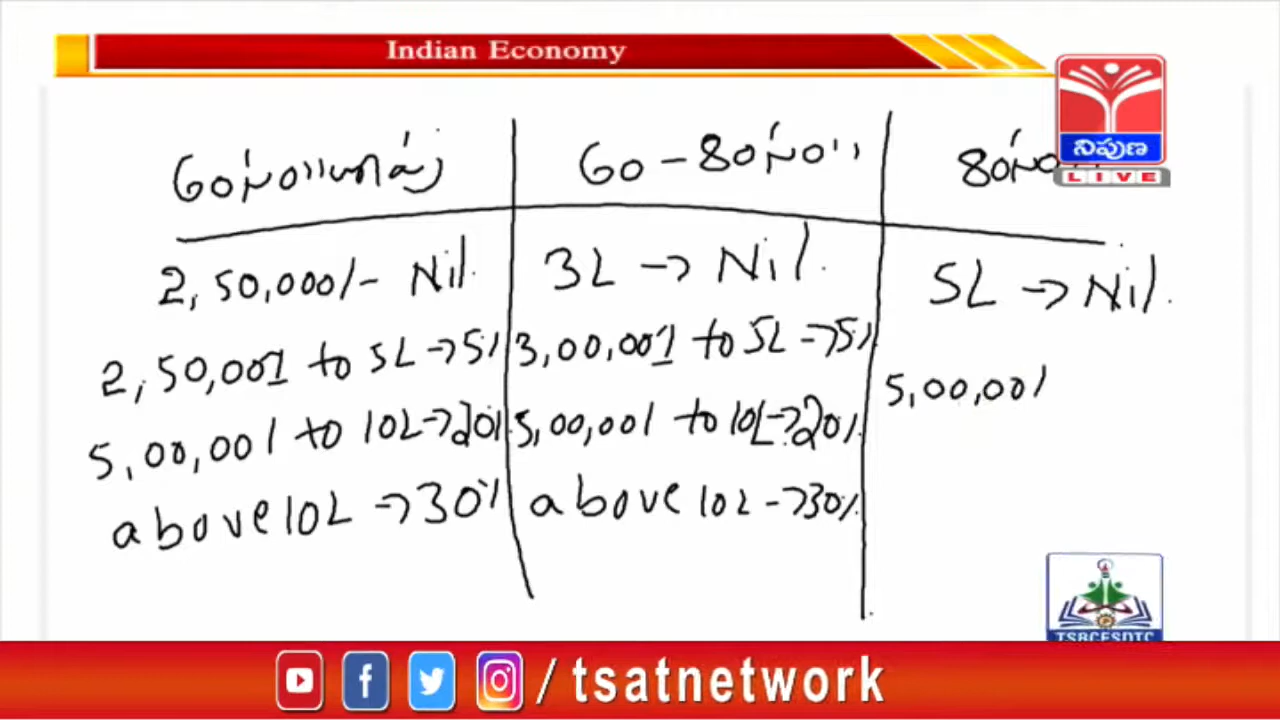 Indian Economy
నిపుణ
LIVE
60సం॥లలోపు
60-80సం॥
80సం॥
2,50,000/- Nil.
3L → Nil.
5L → Nil.
2,50,001 to 5L → 5%
3,00,001 to 5L → 5%
5,00,001
5,00,001 to 10L → 20%
5,00,001 to 10L → 20%
above 10L → 30%
above 10L → 30%
TSBCESDTC
/ tsatnetwork